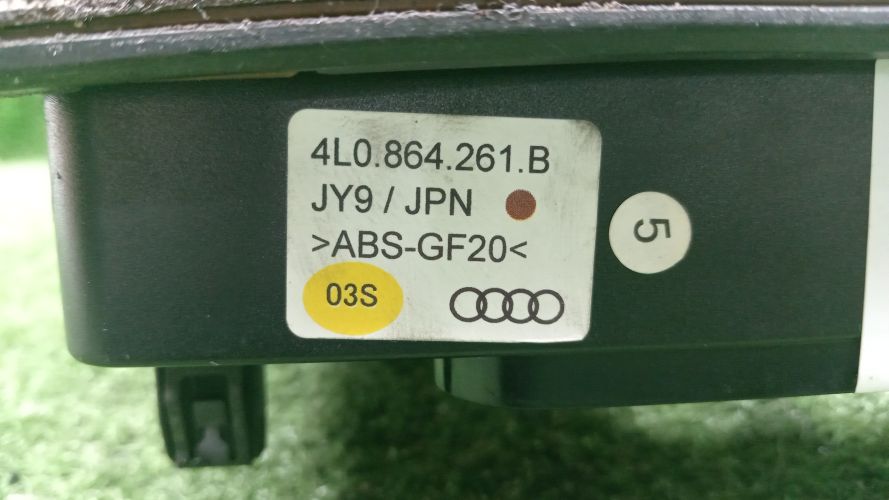 4L0.864.261.B
JY9 / JPN
>ABS-GF20<
03S
5